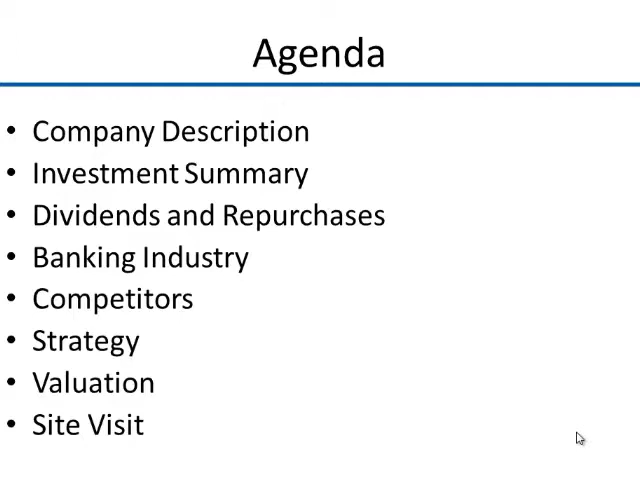 Agenda
• Company Description
• Investment Summary
• Dividends and Repurchases
• Banking Industry
• Competitors
• Strategy
• Valuation
• Site Visit